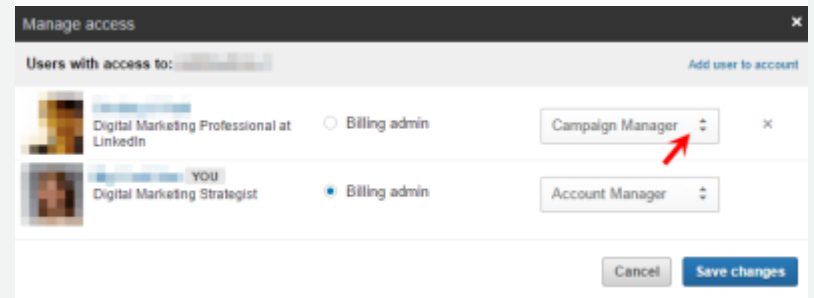 Manage access ×
Users with access to: Add user to account
Digital Marketing Professional at
LinkedIn
Billing admin
Campaign Manager
×
YOU
Digital Marketing Strategist
Billing admin
Account Manager
Cancel Save changes